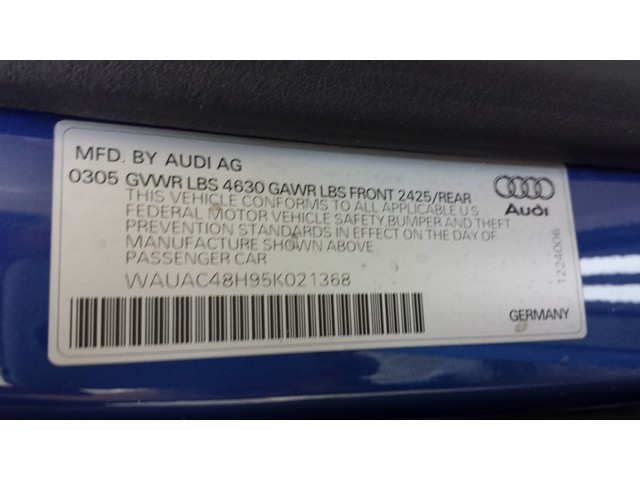 MFD. BY AUDI AG
0305 GVWR LBS 4630 GAWR LBS FRONT 2425/REAR
THIS VEHICLE CONFORMS TO ALL APPLICABLE U S
FEDERAL MOTOR VEHICLE SAFETY, BUMPER AND THEFT
PREVENTION STANDARDS IN EFFECT ON THE DAY OF
MANUFACTURE SHOWN ABOVE
PASSENGER CAR
WAUAC48H95K021368
Audi
1224006
GERMANY